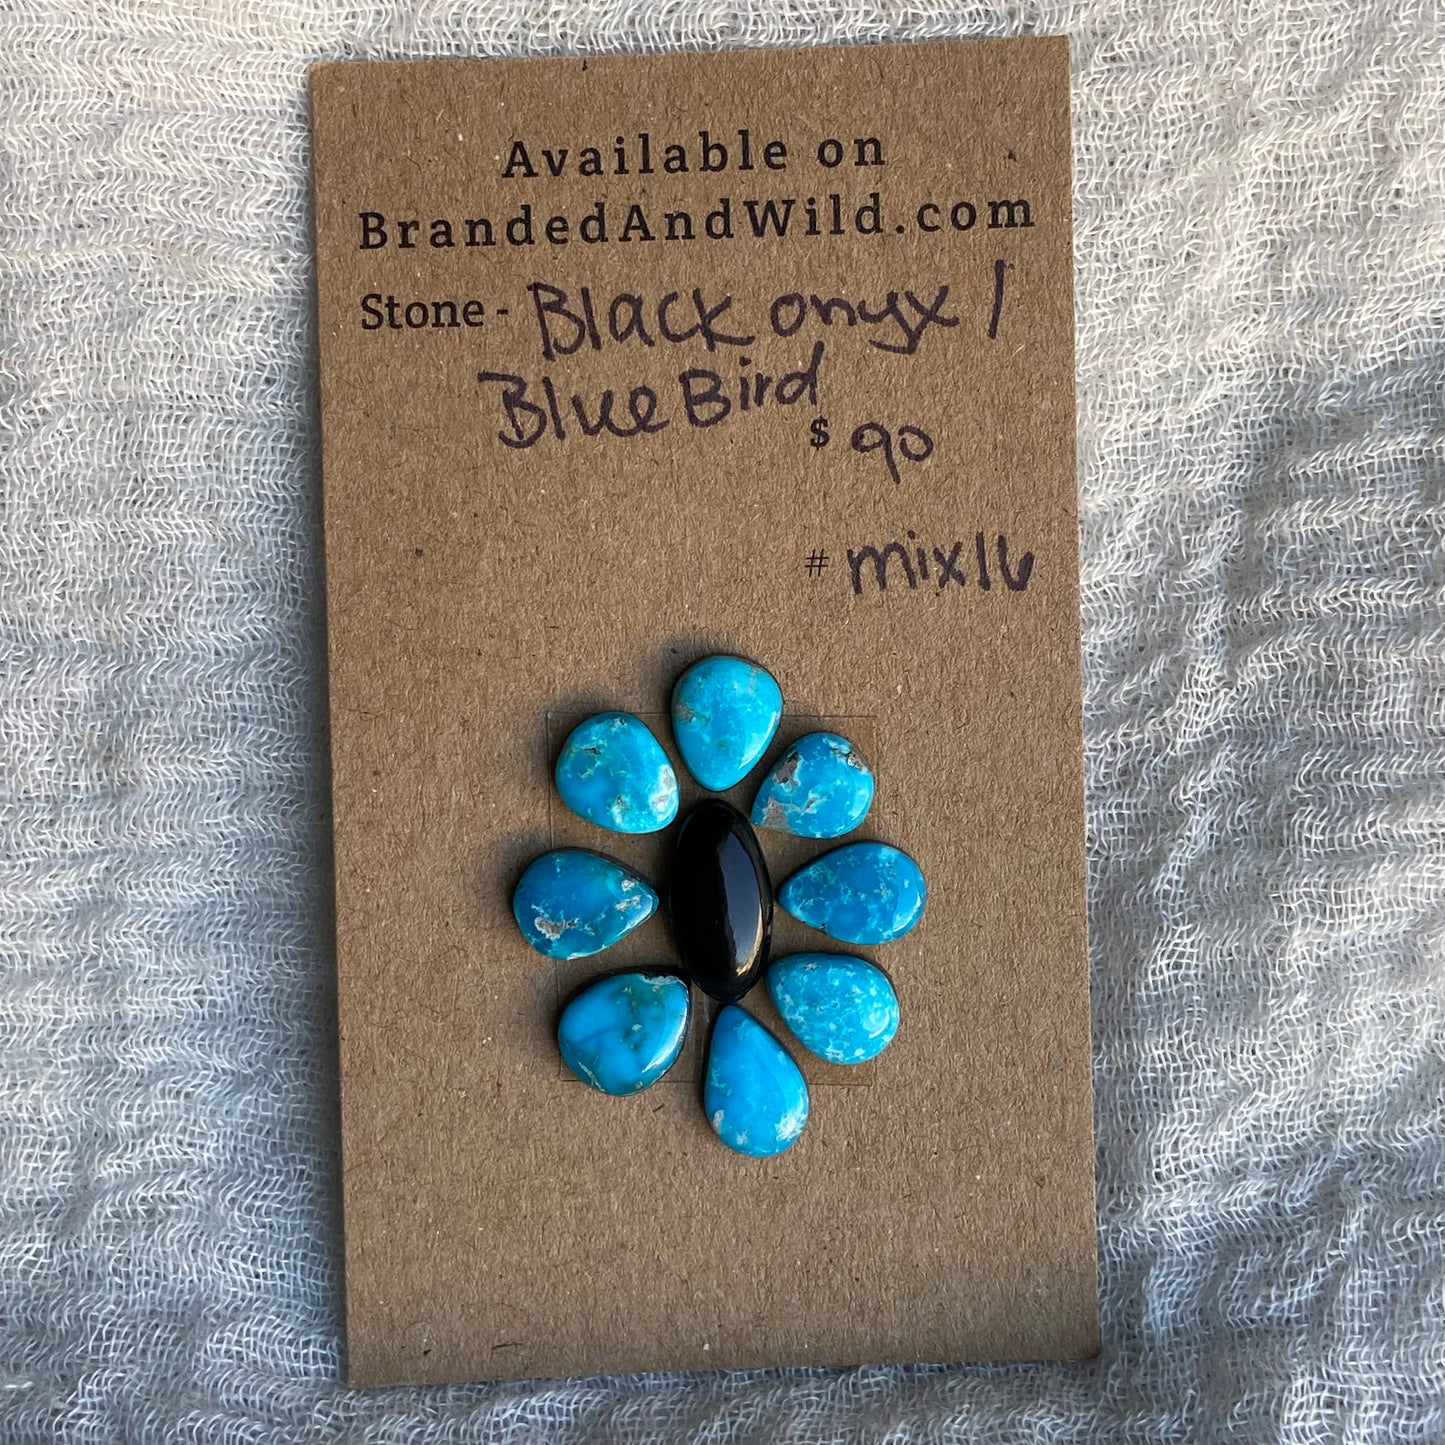 Available on
BrandedAndWild.com
Stone - Black onyx /
Blue Bird
$ 90
# mix16